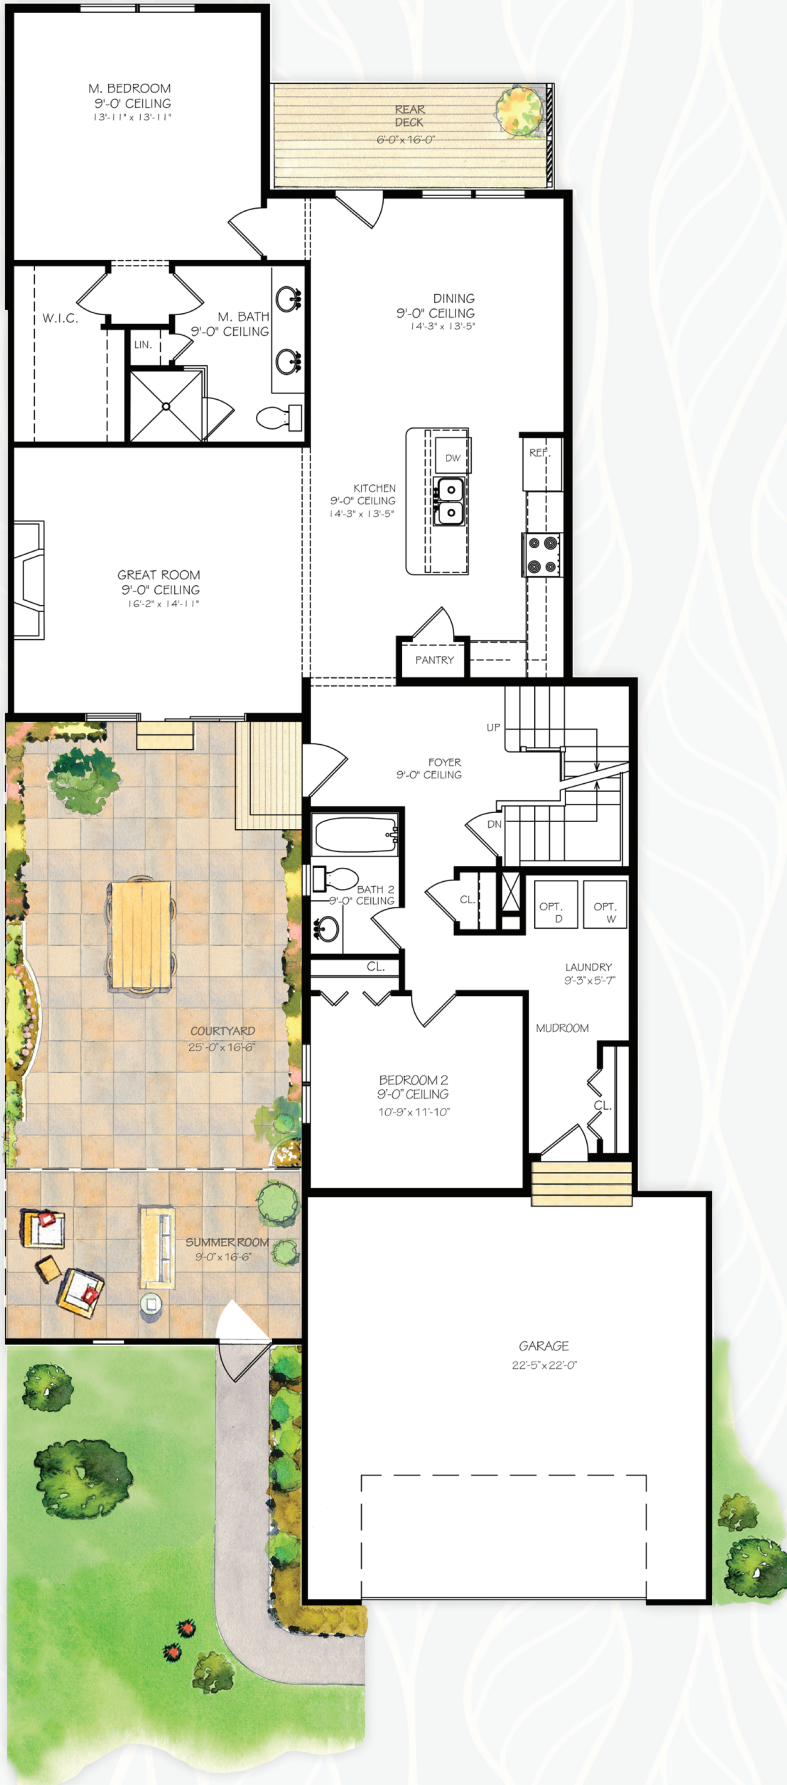 M. BEDROOM
9'-0' CEILING
13'-11" x 13'-11"
REAR
DECK
6'-0" x 16'-0"
DINING
9'-0" CEILING
14'-3" x 13'-5"
W.I.C.
M. BATH
9'-0" CEILING
LIN.
DW
REF.
KITCHEN
9'-0" CEILING
14'-3" x 13'-5"
GREAT ROOM
9'-0" CEILING
16'-2" x 14'-11"
PANTRY
UP
FOYER
9'-0" CEILING
DN
BATH 2
9'-0" CEILING
CL.
OPT.
D
OPT.
W
CL.
LAUNDRY
9'-3" x 5'-7"
MUDROOM
COURTYARD
25'-0" x 16'-6"
BEDROOM 2
9'-0" CEILING
10'-9" x 11'-10"
CL.
SUMMER ROOM
9'-0" x 16'-6"
GARAGE
22'-5" x 22'-0"